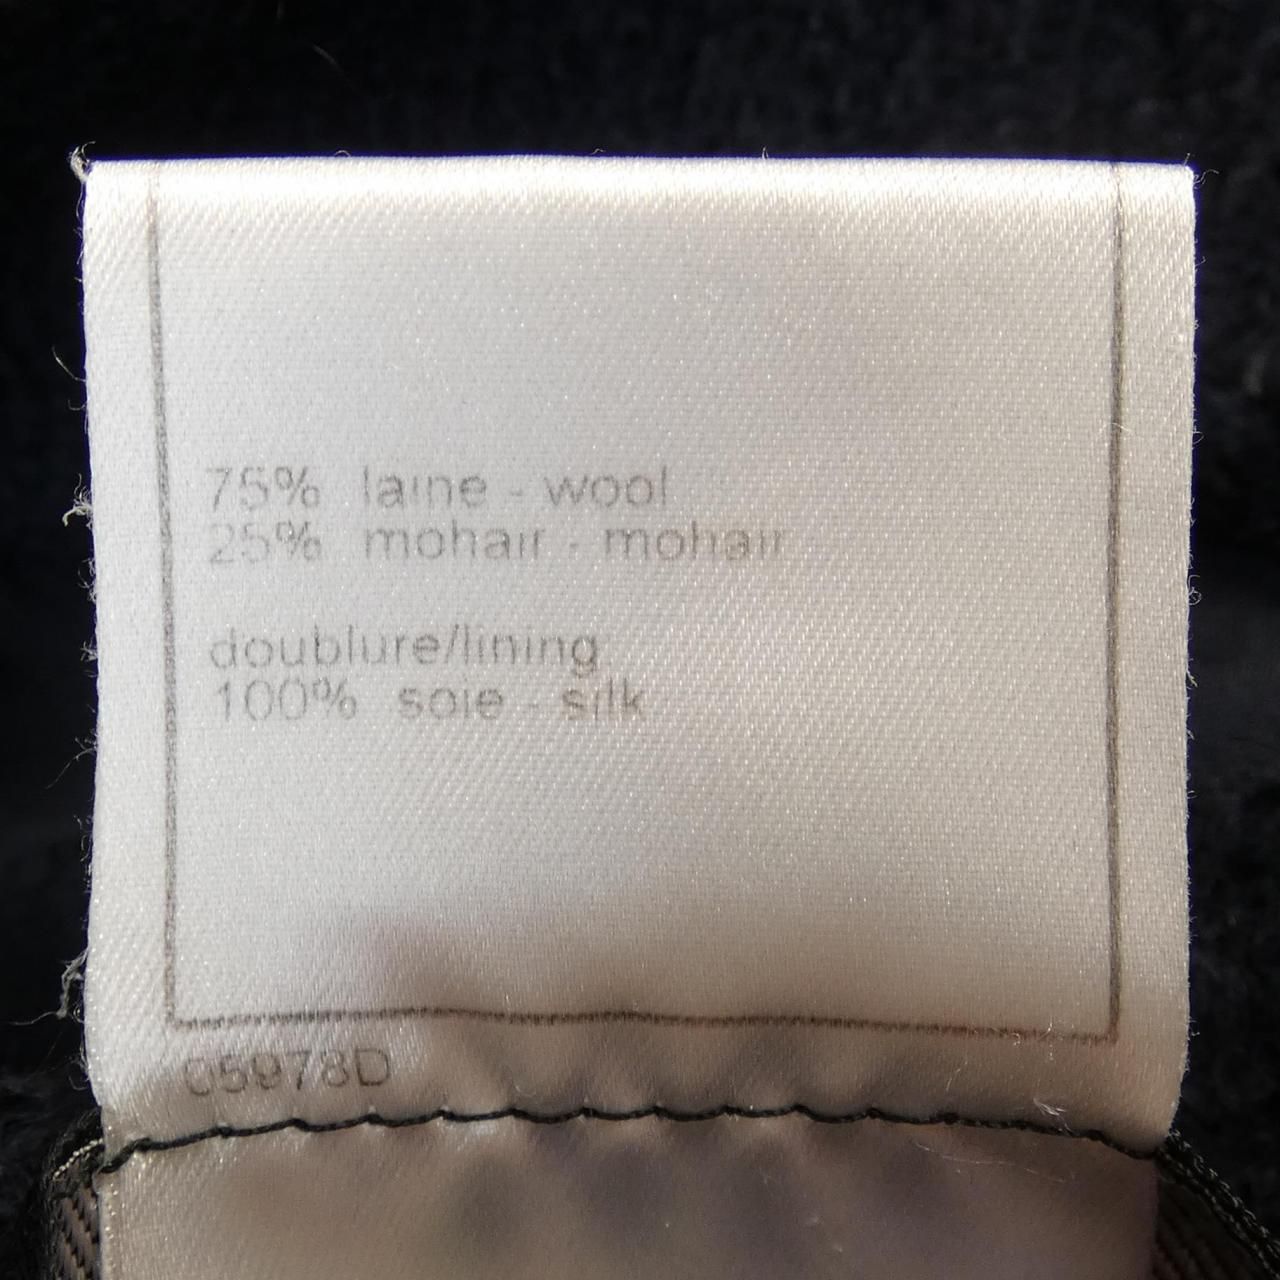 75% laine - wool
25% mohair - mohair
doublure/lining
100% soie - silk
05978D